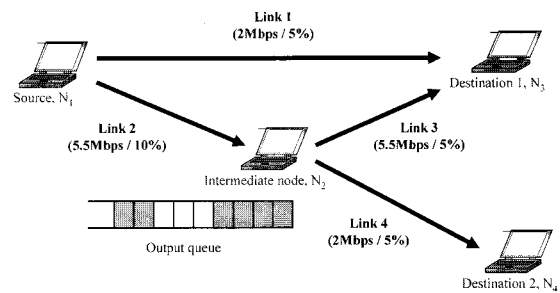 Link 1
(2Mbps / 5%)
Source, N1
Destination 1, N3
Link 2
(5.5Mbps / 10%)
Link 3
(5.5Mbps / 5%)
Intermediate node, N2
Link 4
(2Mbps / 5%)
Output queue
Destination 2, N4